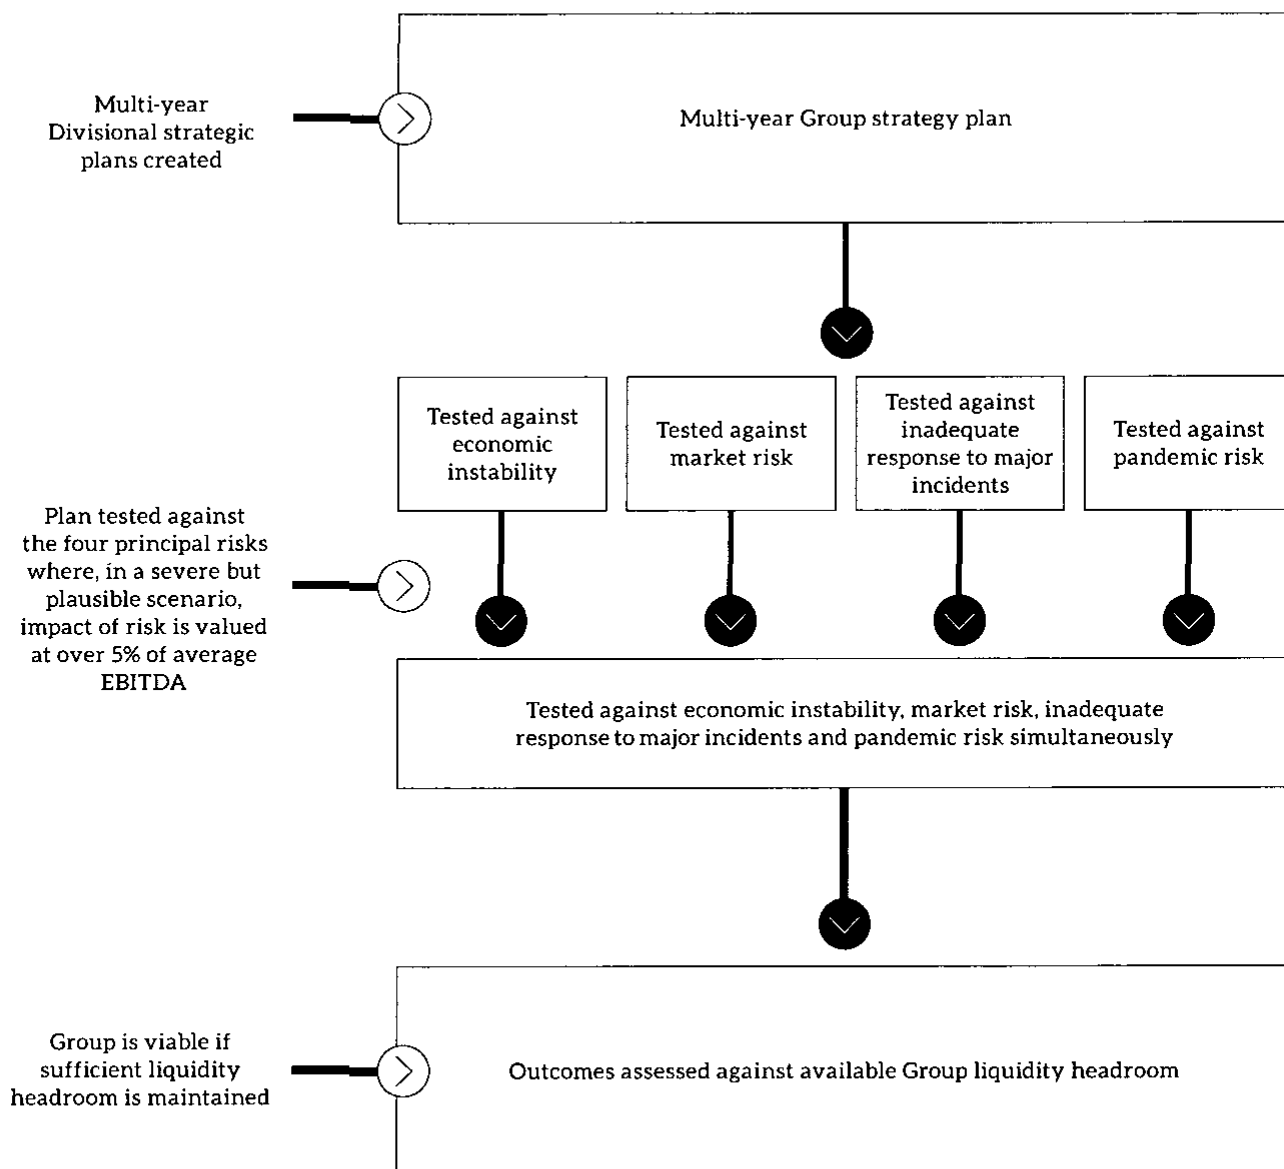 Multi-year
Divisional strategic
plans created
Multi-year Group strategy plan
Tested against
economic
instability
Tested against
market risk
Tested against
inadequate
response to major
incidents
Tested against
pandemic risk
Plan tested against
the four principal risks
where, in a severe but
plausible scenario,
impact of risk is valued
at over 5% of average
EBITDA
Tested against economic instability, market risk, inadequate
response to major incidents and pandemic risk simultaneously
Group is viable if
sufficient liquidity
headroom is maintained
Outcomes assessed against available Group liquidity headroom